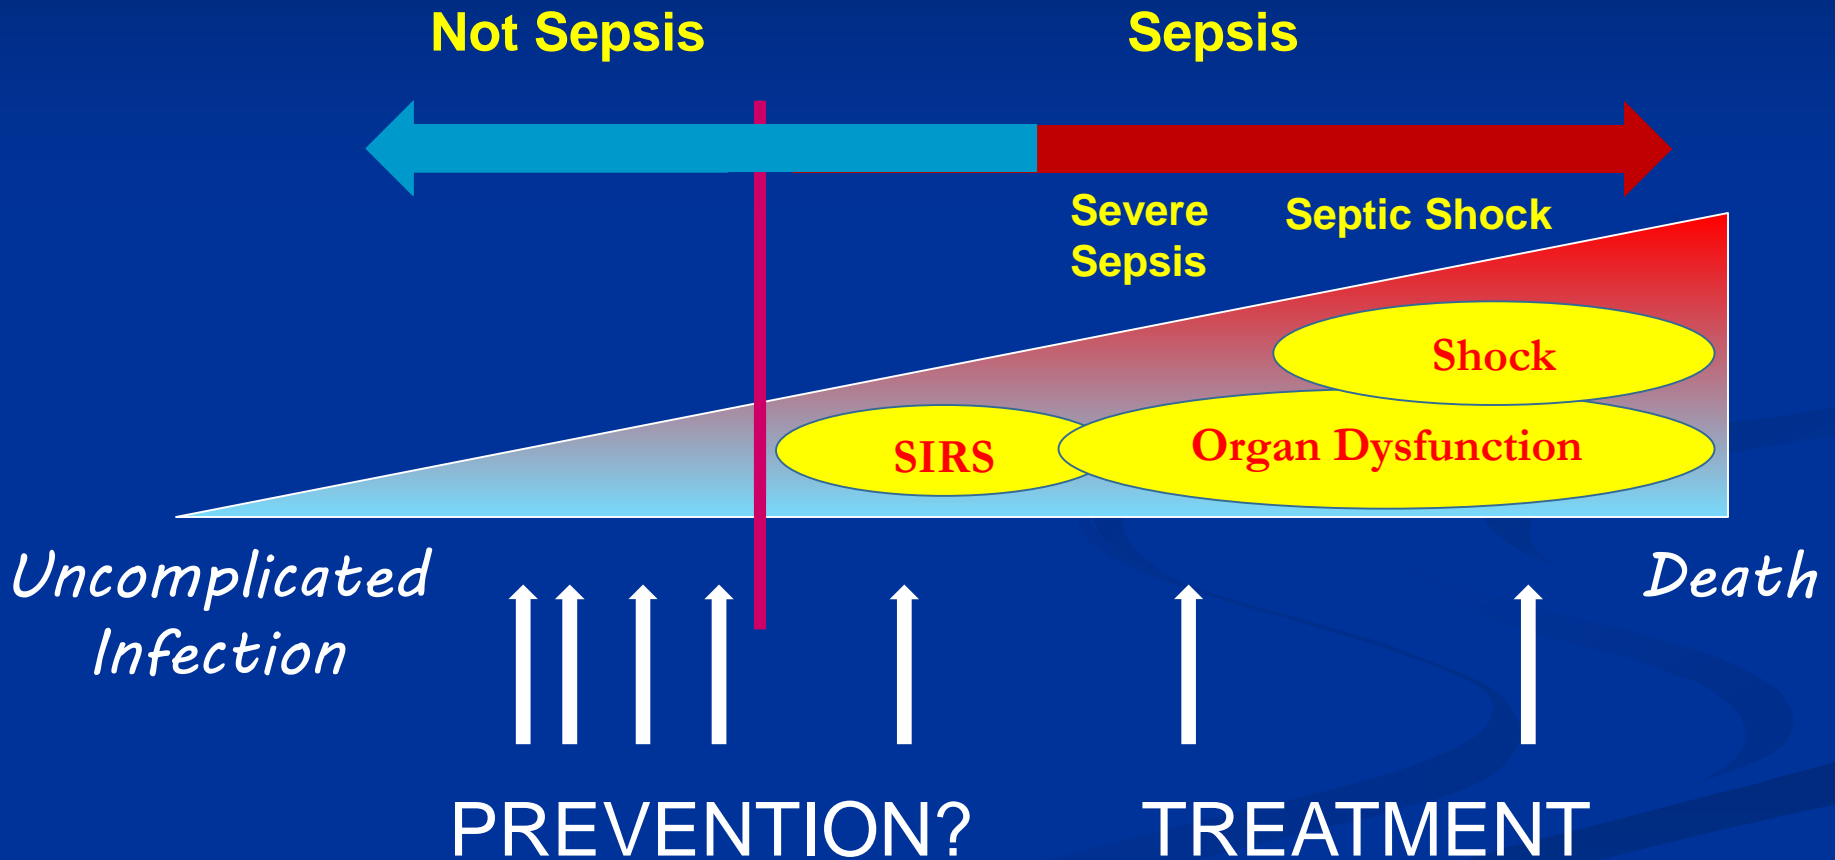 Not Sepsis
Sepsis
Severe
Sepsis
Septic Shock
Shock
SIRS
Organ Dysfunction
Uncomplicated
Infection
Death
PREVENTION?
TREATMENT